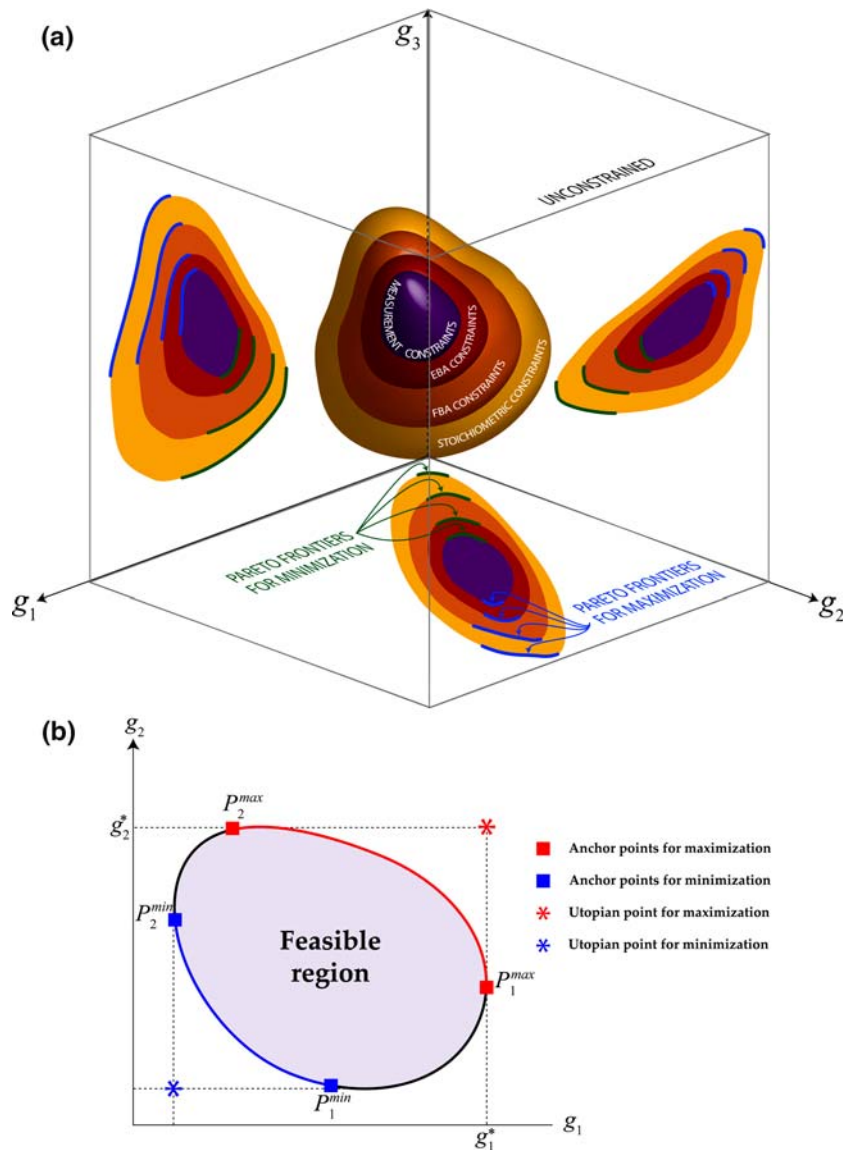 (a)
g3
UNCONSTRAINED
MEASUREMENT CONSTRAINTS
EBA CONSTRAINTS
FBA CONSTRAINTS
STOICHIOMETRIC CONSTRAINTS
PARETO FRONTIERS
FOR MINIMIZATION
PARETO FRONTIERS
FOR MAXIMIZATION
g1
g2
(b)
g2
P2max
g2*
Anchor points for maximization
Anchor points for minimization
P2min
Utopian point for maximization
Feasible
region
Utopian point for minimization
P1max
P1min
g1*
g1